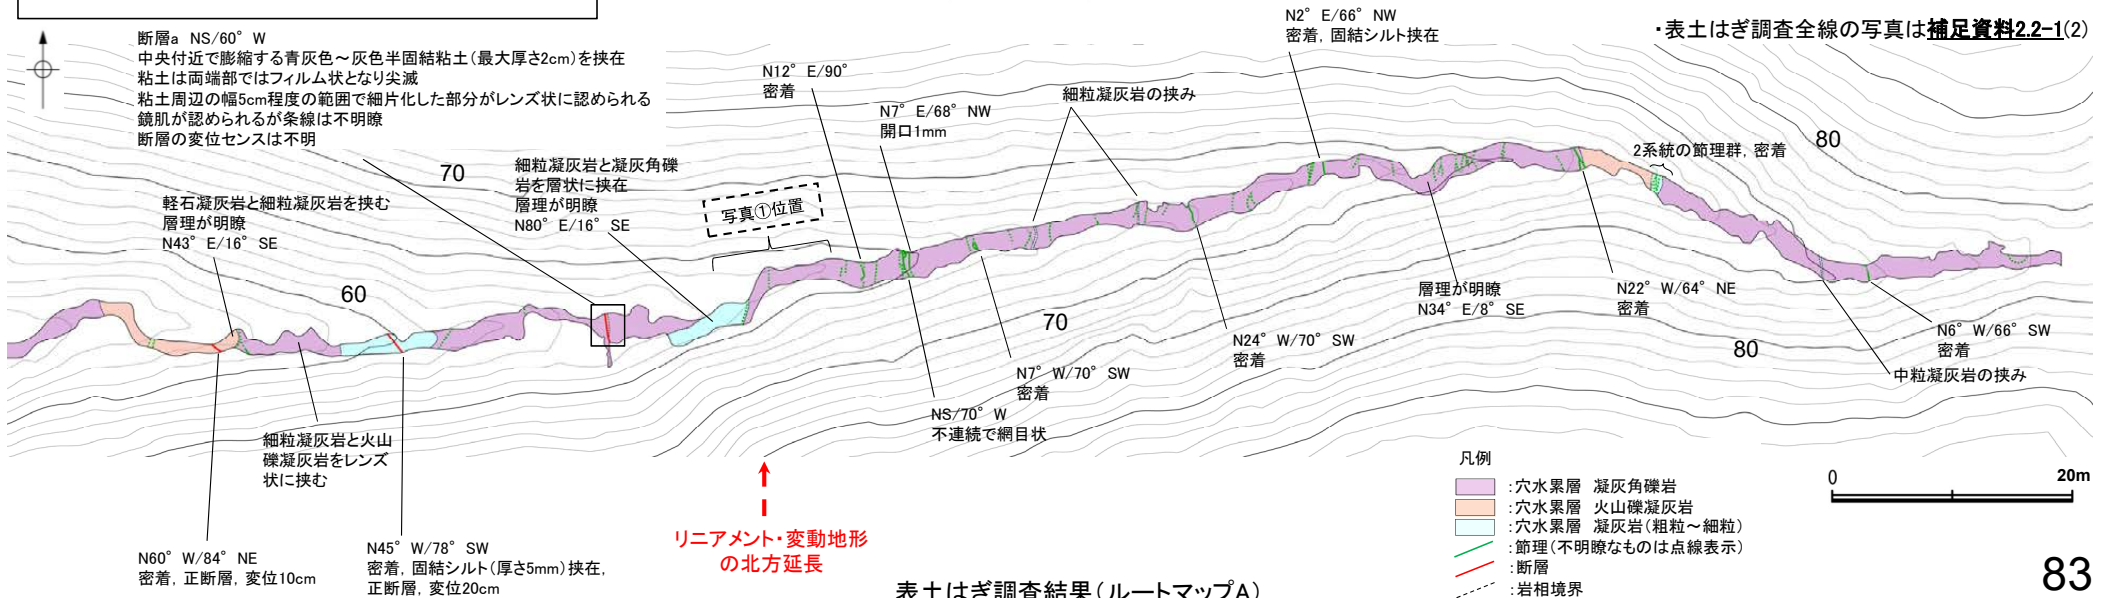 ・表土はぎ調査全線の写真は補足資料2.2-1(2)
断層a NS/60° W
中央付近で膨縮する青灰色～灰色半固結粘土(最大厚さ2cm)を挟在
粘土は両端部ではフィルム状となり尖滅
粘土周辺の幅5cm程度の範囲で細片化した部分がレンズ状に認められる
鏡肌が認められるが条線は不明瞭
断層の変位センスは不明
N2° E/66° NW
密着, 固結シルト挟在
N12° E/90°
密着
N7° E/68° NW
開口1mm
細粒凝灰岩の挟み
2系統の節理群, 密着
80
70
細粒凝灰岩と凝灰角礫
岩を層状に挟在
層理が明瞭
N80° E/16° SE
写真①位置
軽石凝灰岩と細粒凝灰岩を挟む
層理が明瞭
N43° E/16° SE
60
70
80
層理が明瞭
N34° E/8° SE
N22° W/64° NE
密着
N6° W/66° SW
密着
中粒凝灰岩の挟み
N24° W/70° SW
密着
N7° W/70° SW
密着
NS/70° W
不連続で網目状
細粒凝灰岩と火山
礫凝灰岩をレンズ
状に挟む
N60° W/84° NE
密着, 正断層, 変位10cm
N45° W/78° SW
密着, 固結シルト(厚さ5mm)挟在,
正断層, 変位20cm
リニアメント・変動地形
の北方延長
凡例
:穴水累層 凝灰角礫岩
:穴水累層 火山礫凝灰岩
:穴水累層 凝灰岩(粗粒～細粒)
:節理(不明瞭なものは点線表示)
:断層
:岩相境界
0 20m
表土はぎ調査結果(ルートマップA)
83